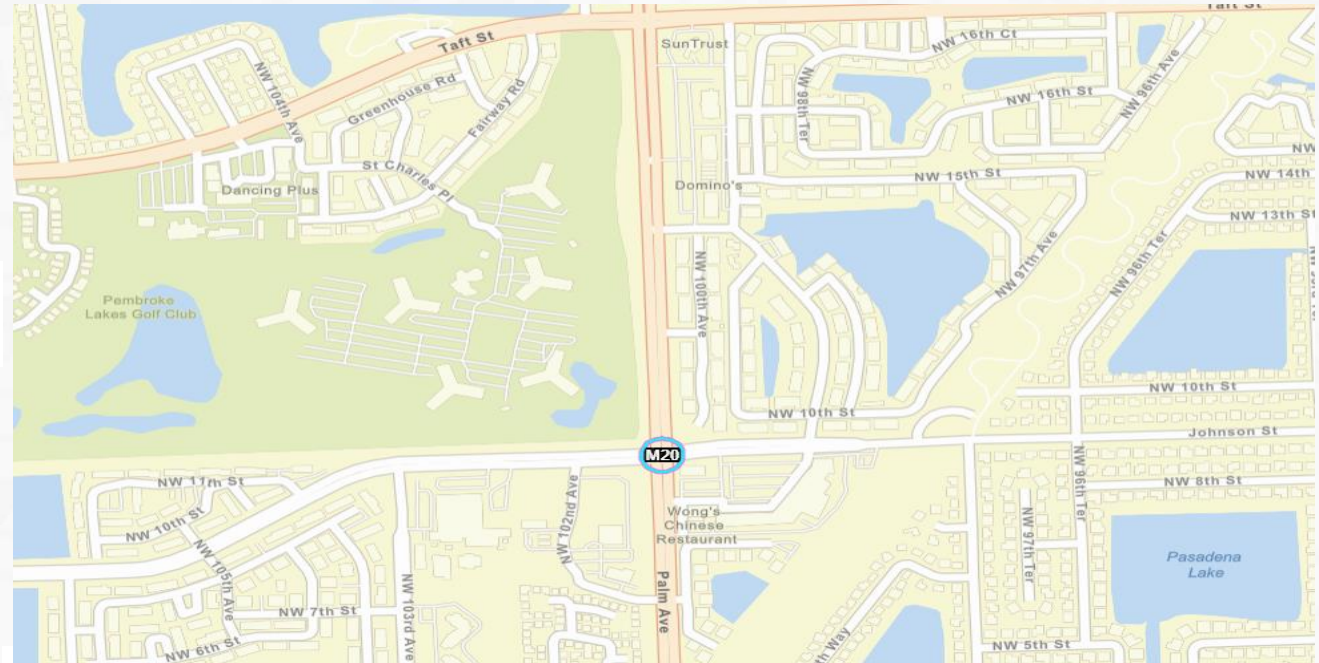 Taft St
Taft St
SunTrust
NW 16th Ct
NW 104th Ave
Greenhouse Rd
Fairway Rd
NW 98th Ter
NW 16th St
NW 96th Ave
NW
St Charles Pl
Dancing Plus
Domino's
NW 15th St
NW 14th
NW 13th St
NW 100th Ave
NW 97th Ave
NW 96th Ter
Pembroke
Lakes Golf Club
NW 10th St
NW 10th St
Johnson St
M20
NW 11th St
NW 8th St
NW 10th St
NW 102nd Ave
Wong's
Chinese
Restaurant
NW 97th Ter
NW 96th Ter
Pasadena
Lake
NW 105th Ave
NW 103rd Ave
Palm Ave
NW 7th St
NW 6th St
th Way
NW 5th St